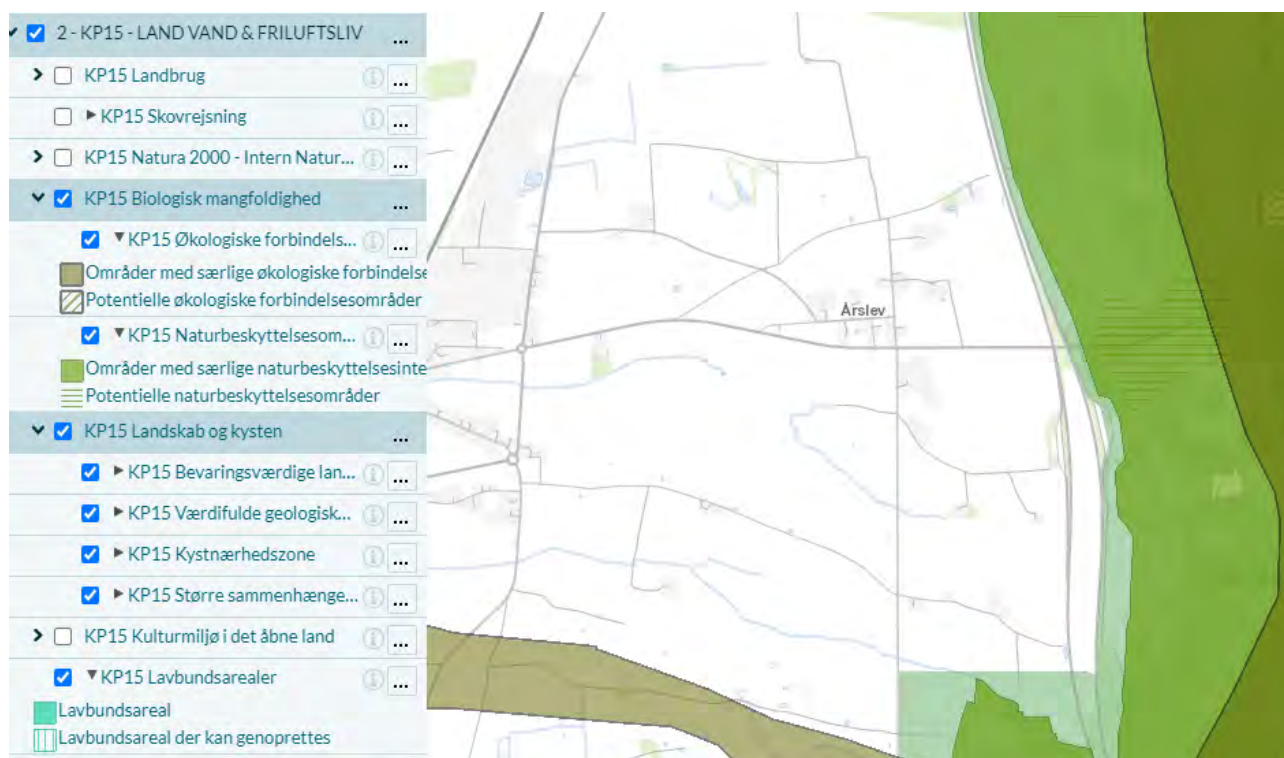 2 - KP15 - LAND VAND & FRILUFTSLIV ...
KP15 Landbrug ...
KP15 Skovrejsning ...
KP15 Natura 2000 - Intern Natur... ...
KP15 Biologisk mangfoldighed ...
KP15 Økologiske forbindels... ...
Områder med særlige økologiske forbindelse
Potentielle økologiske forbindelsesområder
KP15 Naturbeskyttelsesom... ...
Områder med særlige naturbeskyttelsesinte
Potentielle naturbeskyttelsesområder
KP15 Landskab og kysten ...
KP15 Bevaringsværdige lan... ...
KP15 Værdifulde geologisk... ...
KP15 Kystnærhedszone ...
KP15 Større sammenhænge... ...
KP15 Kulturmiljø i det åbne land ...
KP15 Lavbundsarealer ...
Lavbundsareal
Lavbundsareal der kan genoprettes
Årslev